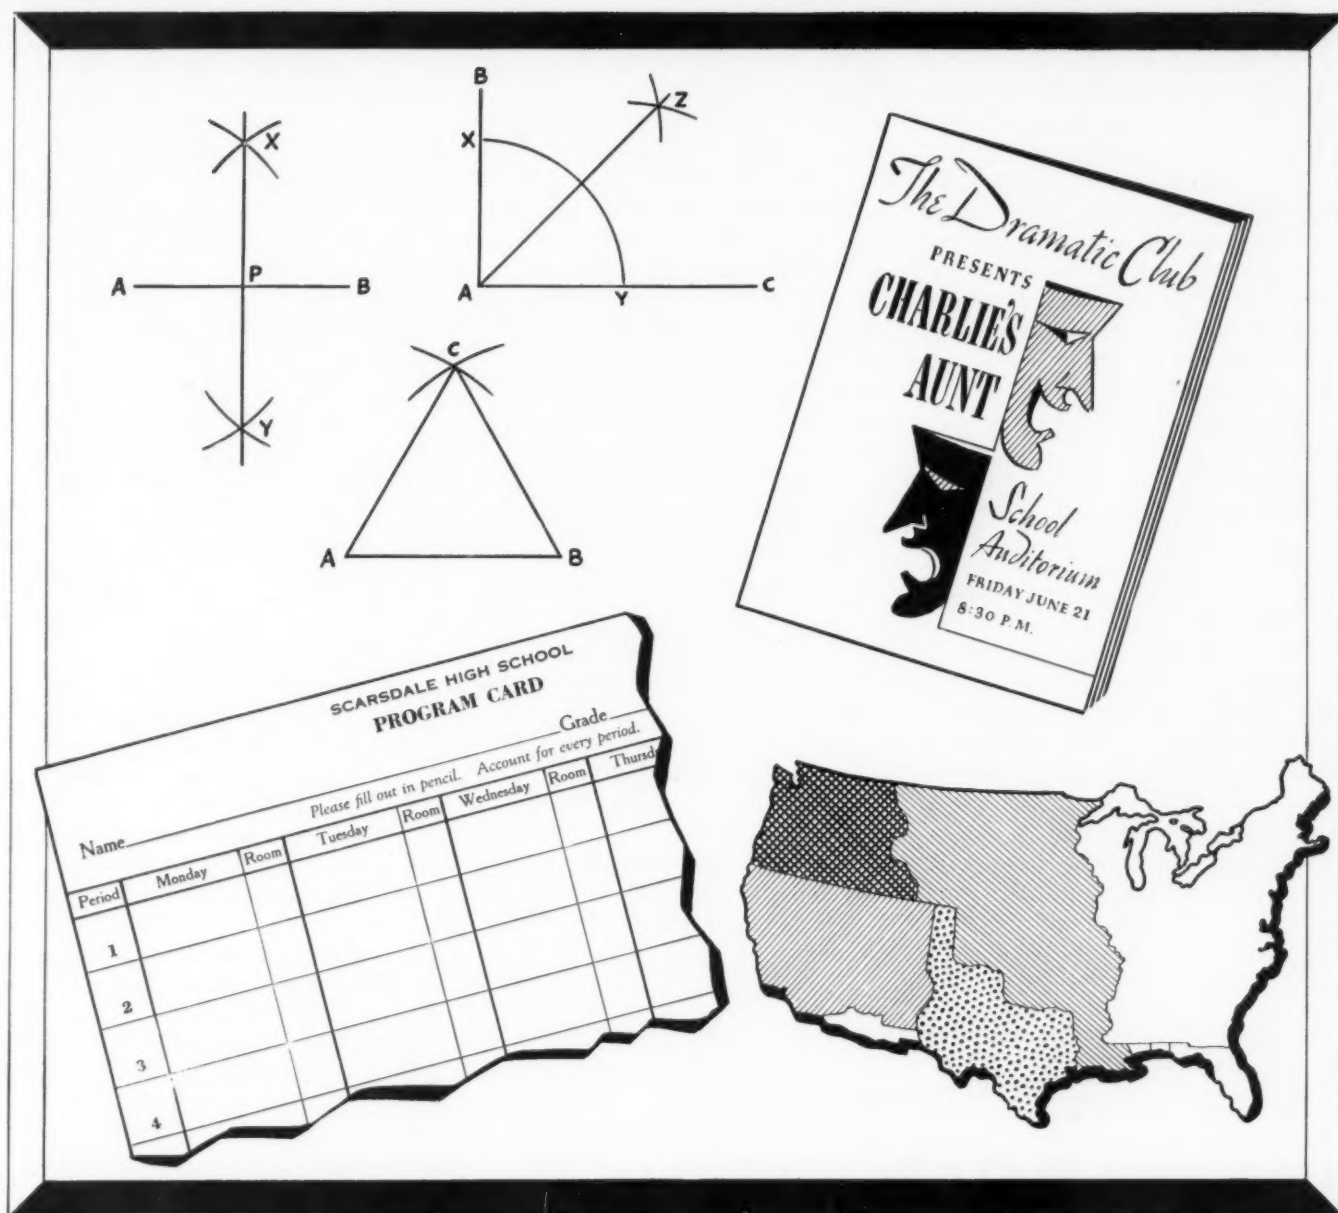 X
A
P
B
Y
B
X
Z
A
Y
C
C
A
B
The Dramatic Club
PRESENTS
CHARLIE'S
AUNT
School
Auditorium
FRIDAY JUNE 21
8:30 P.M.
SCARSDALE HIGH SCHOOL
PROGRAM CARD
Name Grade
Please fill out in pencil. Account for every period.
Period Monday Room Tuesday Room Wednesday Room Thursd
1
2
3
4